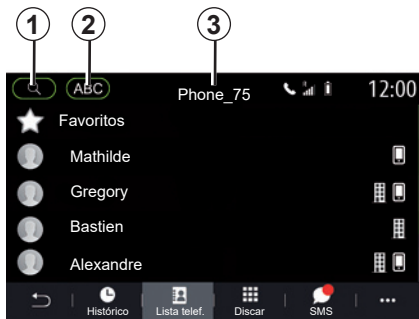 1 2 3
ABC Phone_75 12:00
Favoritos
Mathilde
Gregory
Bastien
Alexandre
Histórico Lista telef. Discar SMS